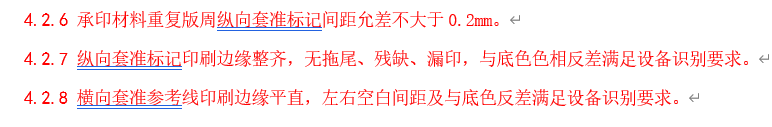 4.2.6 承印材料重复版周纵向套准标记间距允差不大于 0.2mm。
4.2.7 纵向套准标记印刷边缘整齐，无拖尾、残缺、漏印，与底色色相反差满足设备识别要求。
4.2.8 横向套准参考线印刷边缘平直，左右空白间距及与底色反差满足设备识别要求。